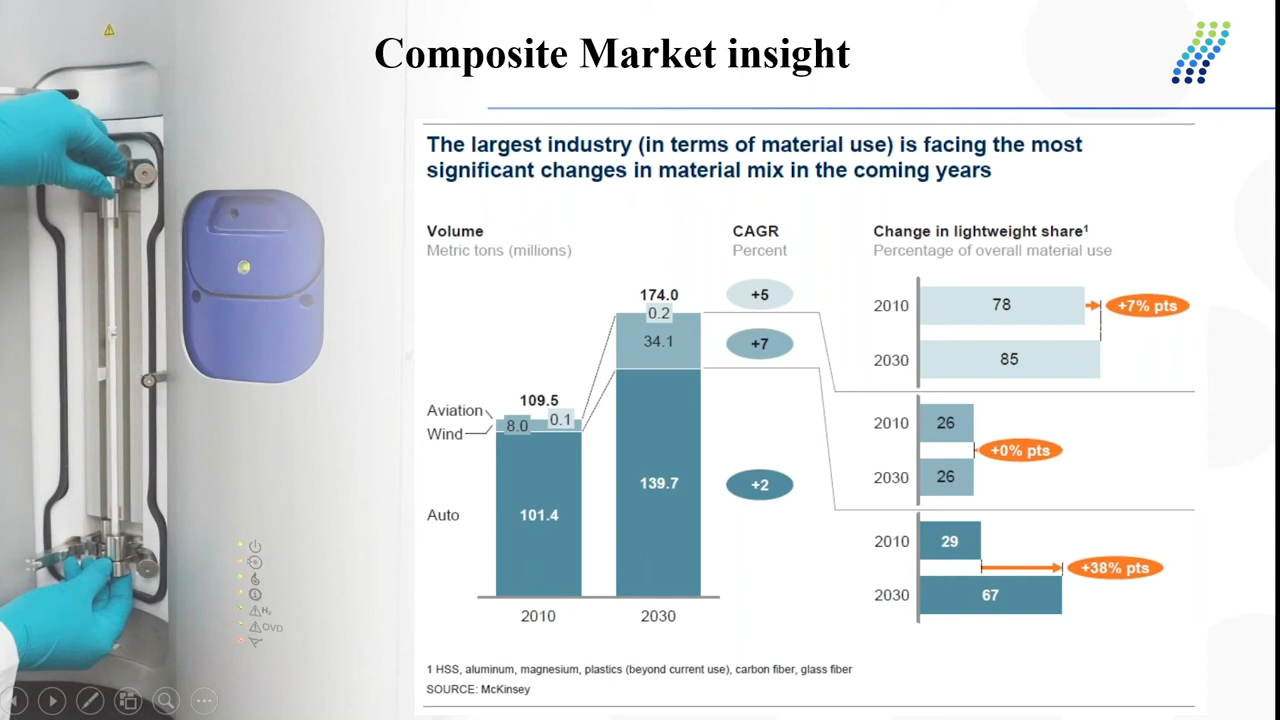 Composite Market insight
The largest industry (in terms of material use) is facing the most
significant changes in material mix in the coming years
Volume
Metric tons (millions)
CAGR
Percent
Change in lightweight share¹
Percentage of overall material use
174.0
0.2
34.1
139.7
109.5
0.1
8.0
101.4
Aviation
Wind
Auto
2010
2030
+5
+7
+2
2010
78
+7% pts
2030
85
2010
26
+0% pts
2030
26
2010
29
+38% pts
2030
67
H₂
OVD
1 HSS, aluminum, magnesium, plastics (beyond current use), carbon fiber, glass fiber
SOURCE: McKinsey